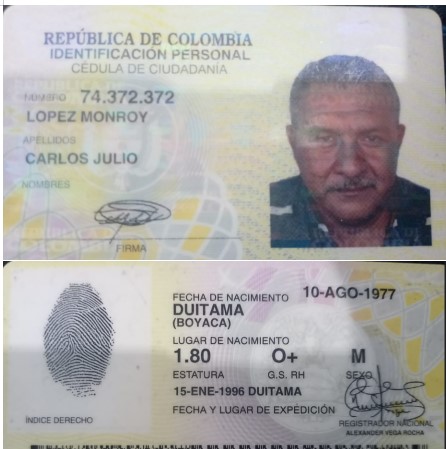 REPÚBLICA DE COLOMBIA
IDENTIFICACIÓN PERSONAL
CÉDULA DE CIUDADANÍA
NUMERO 74.372.372
LOPEZ MONROY
APELLIDOS
CARLOS JULIO
NOMBRES
FIRMA
FECHA DE NACIMIENTO 10-AGO-1977
DUITAMA
(BOYACA)
LUGAR DE NACIMIENTO
1.80 O+ M
ESTATURA G.S. RH SEXO
15-ENE-1996 DUITAMA
FECHA Y LUGAR DE EXPEDICIÓN
INDICE DERECHO
REGISTRADOR NACIONAL
ALEXANDER VEGA ROCHA